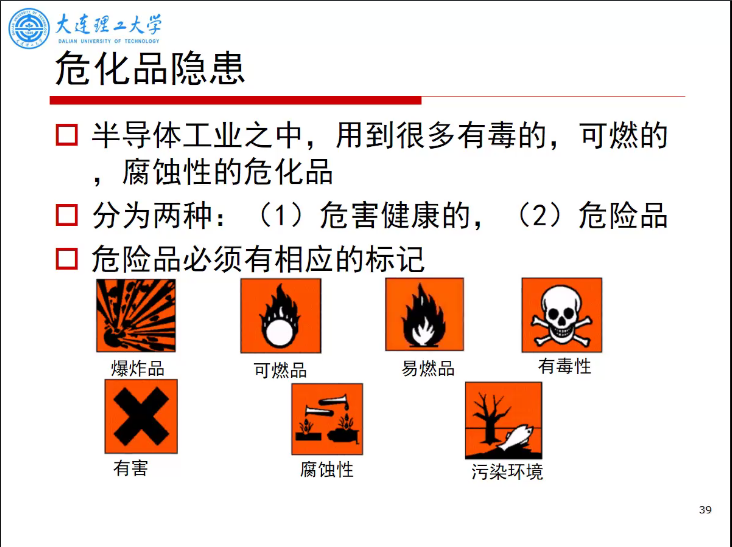 大连理工大学
DALIAN UNIVERSITY OF TECHNOLOGY
危化品隐患
半导体工业之中，用到很多有毒的，可燃的
，腐蚀性的危化品
分为两种：（1）危害健康的，（2）危险品
危险品必须有相应的标记
爆炸品 可燃品 易燃品 有毒性
有害 腐蚀性 污染环境
39